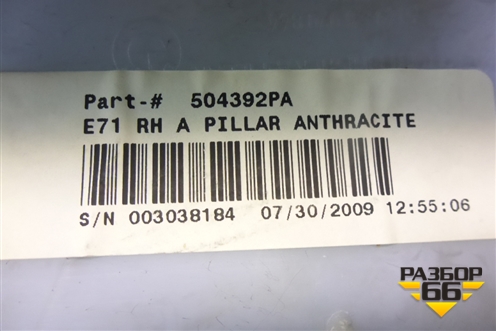 Part-# 504392PA
E71 RH A PILLAR ANTHRACITE
S/N 003038184 07/30/2009 12:55:06
РАЗБОР
66